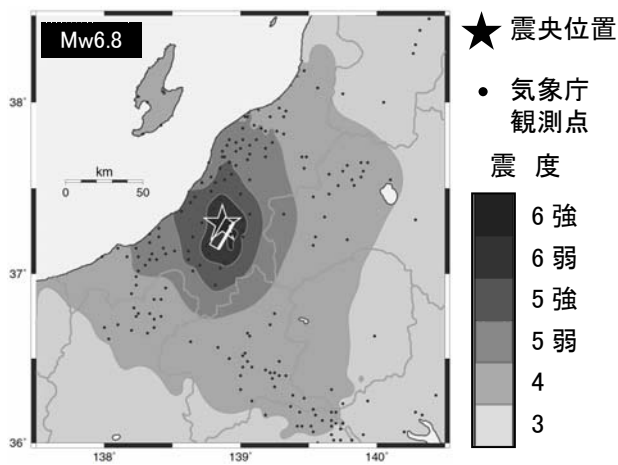 Mw6.8
38゜
37゜
36゜
138゜
139゜
140゜
km
0 50
震央位置
気象庁
観測点
震 度
6 強
6 弱
5 強
5 弱
4
3